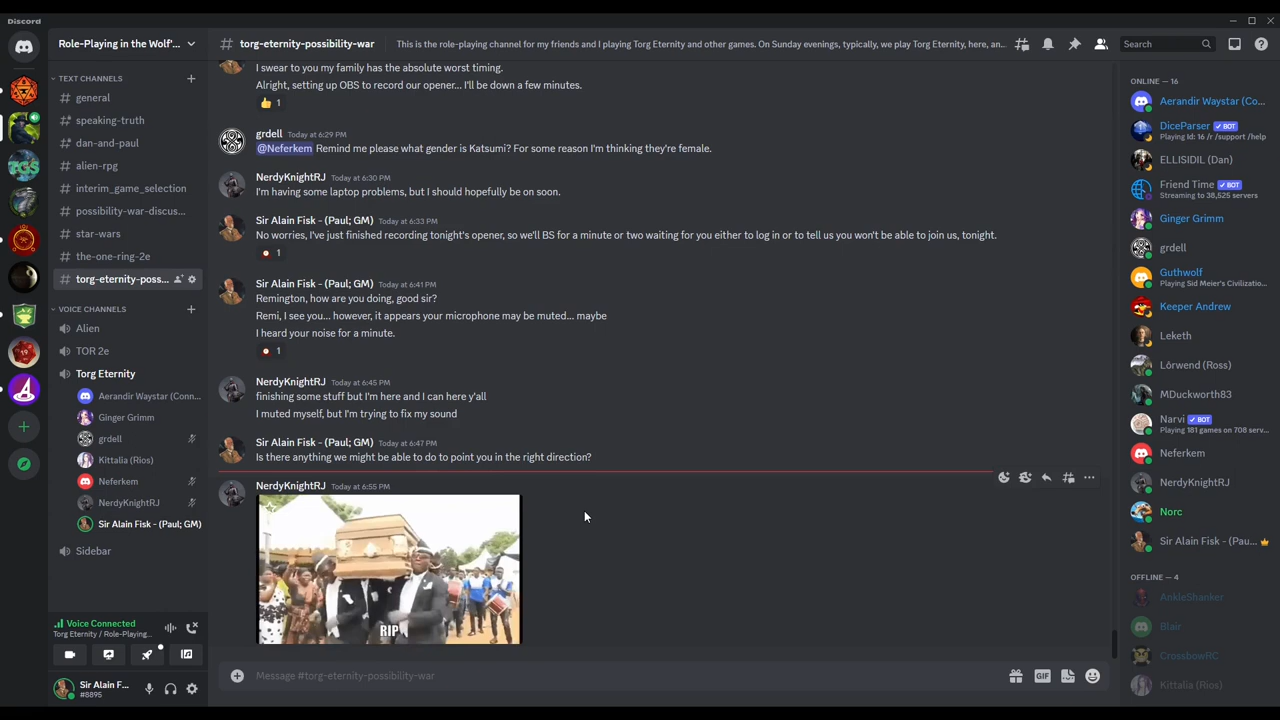 Discord
Role-Playing in the Wolf'...
TEXT CHANNELS
general
speaking-truth
dan-and-paul
alien-rpg
interim_game_selection
possibility-war-discus...
star-wars
the-one-ring-2e
torg-eternity-poss...
VOICE CHANNELS
Alien
TOR 2e
Torg Eternity
Aerandir Waystar (Conn...
Ginger Grimm
grdell
Kittalia (Rios)
Neferkem
NerdyKnightRJ
Sir Alain Fisk - (Paul; GM)
Sidebar
Voice Connected
Torg Eternity / Role-Playing...
Sir Alain F...
#8895
# torg-eternity-possibility-war
This is the role-playing channel for my friends and I playing Torg Eternity and other games. On Sunday evenings, typically, we play Torg Eternity, here, an...
Search
I swear to you my family has the absolute worst timing.
Alright, setting up OBS to record our opener... I'll be down a few minutes.
1
grdell Today at 6:29 PM
@Neferkem Remind me please what gender is Katsumi? For some reason I'm thinking they're female.
NerdyKnightRJ Today at 6:30 PM
I'm having some laptop problems, but I should hopefully be on soon.
Sir Alain Fisk - (Paul; GM) Today at 6:33 PM
No worries, I've just finished recording tonight's opener, so we'll BS for a minute or two waiting for you either to log in or to tell us you won't be able to join us, tonight.
1
Sir Alain Fisk - (Paul; GM) Today at 6:41 PM
Remington, how are you doing, good sir?
Remi, I see you... however, it appears your microphone may be muted... maybe
I heard your noise for a minute.
1
NerdyKnightRJ Today at 6:45 PM
finishing some stuff but I'm here and I can here y'all
I muted myself, but I'm trying to fix my sound
Sir Alain Fisk - (Paul; GM) Today at 6:47 PM
Is there anything we might be able to do to point you in the right direction?
NerdyKnightRJ Today at 6:55 PM
RIP
Message #torg-eternity-possibility-war
GIF
ONLINE — 16
Aerandir Waystar (Co...
DiceParser BOT
Playing Id: 16 /r /support /help
ELLISIDIL (Dan)
Friend Time BOT
Streaming to 38,525 servers
Ginger Grimm
grdell
Guthwolf
Playing Sid Meier's Civilizatio...
Keeper Andrew
Leketh
Lórwend (Ross)
MDuckworth83
Narvi BOT
Playing 181 games on 708 serv...
Neferkem
NerdyKnightRJ
Norc
Sir Alain Fisk - (Pau...
OFFLINE — 4
AnkleShanker
Blair
CrossbowRC
Kittalia (Rios)